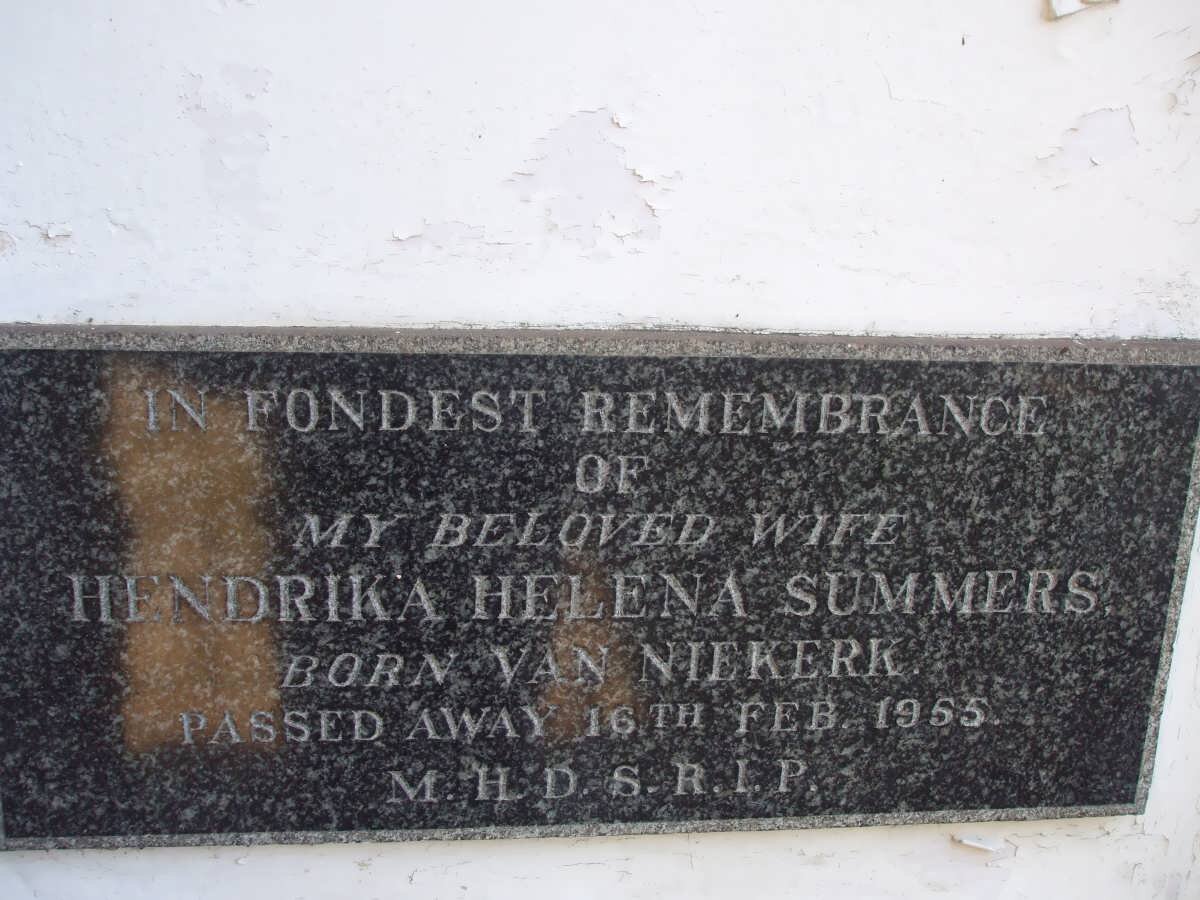 IN FONDEST REMEMBRANCE
OF
MY BELOVED WIFE
HENDRIKA HELENA SUMMERS.
BORN VAN NIEKERK.
PASSED AWAY 16TH FEB. 1955.
M.H.D.S.R.I.P.